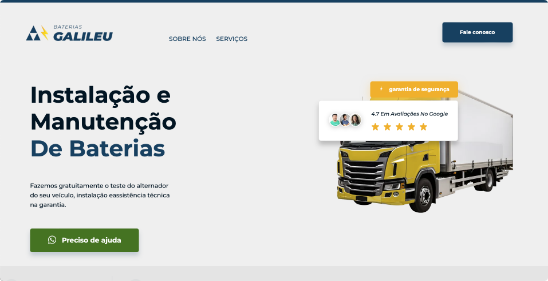 BATERIAS
GALILEU
SOBRE NÓS SERVIÇOS
Fale conosco
Instalação e
Manutenção
De Baterias
garantia de segurança
4.7 Em Avaliações No Google
Fazemos gratuitamente o teste do alternador
do seu veículo, instalação eassistência técnica
na garantia.
Preciso de ajuda